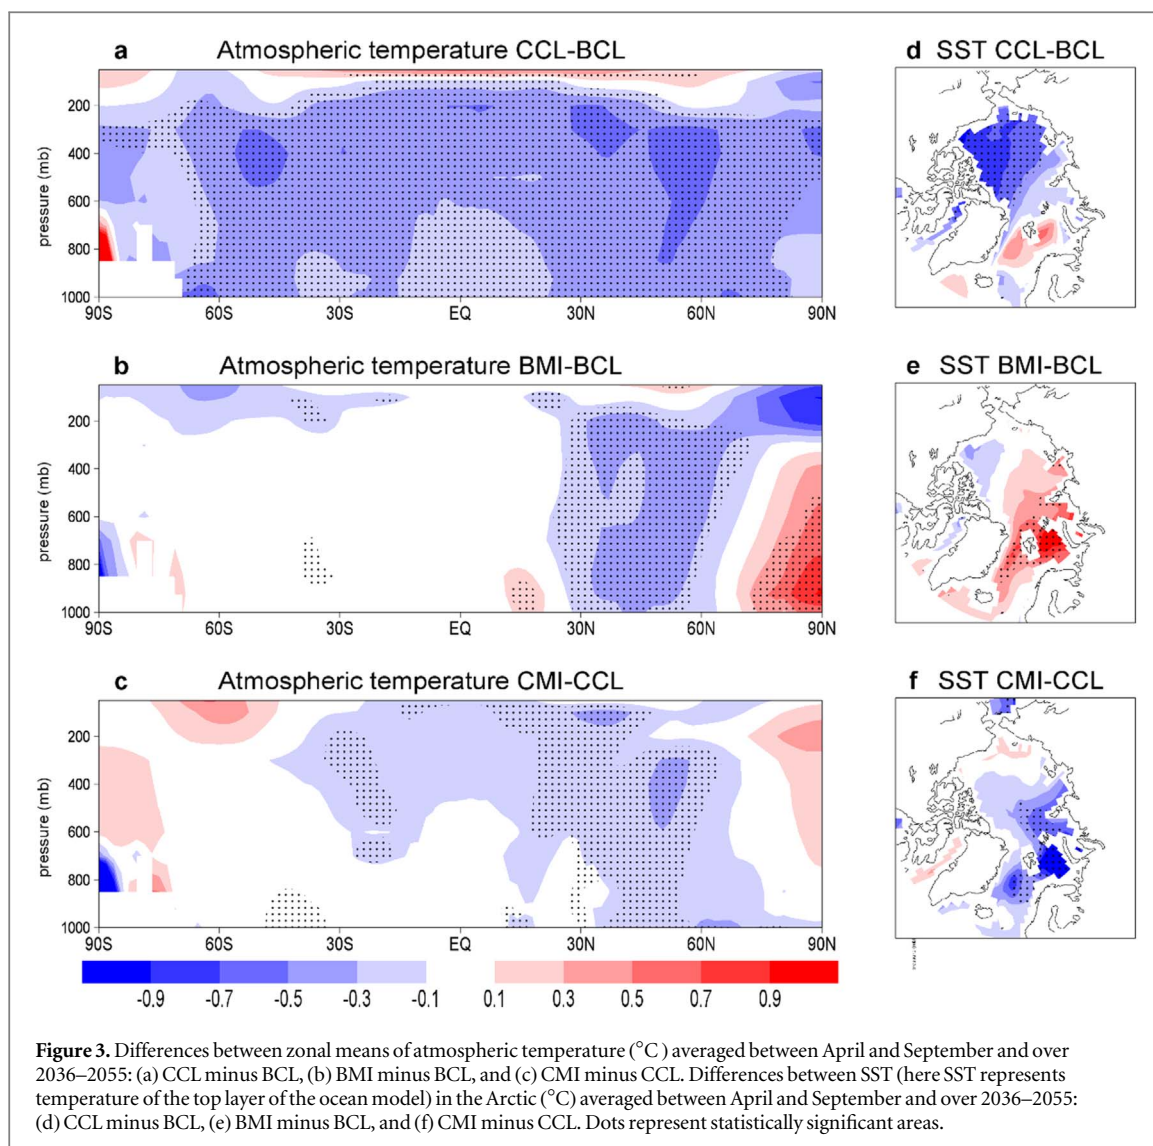 a Atmospheric temperature CCL-BCL
d SST CCL-BCL
pressure (mb)
200
400
600
800
1000
90S 60S 30S EQ 30N 60N 90N
b Atmospheric temperature BMI-BCL
e SST BMI-BCL
pressure (mb)
200
400
600
800
1000
90S 60S 30S EQ 30N 60N 90N
c Atmospheric temperature CMI-CCL
f SST CMI-CCL
pressure (mb)
200
400
600
800
1000
90S 60S 30S EQ 30N 60N 90N
-0.9 -0.7 -0.5 -0.3 -0.1 0.1 0.3 0.5 0.7 0.9
Figure 3. Differences between zonal means of atmospheric temperature (°C ) averaged between April and September and over
2036–2055: (a) CCL minus BCL, (b) BMI minus BCL, and (c) CMI minus CCL. Differences between SST (here SST represents
temperature of the top layer of the ocean model) in the Arctic (°C) averaged between April and September and over 2036–2055:
(d) CCL minus BCL, (e) BMI minus BCL, and (f) CMI minus CCL. Dots represent statistically significant areas.